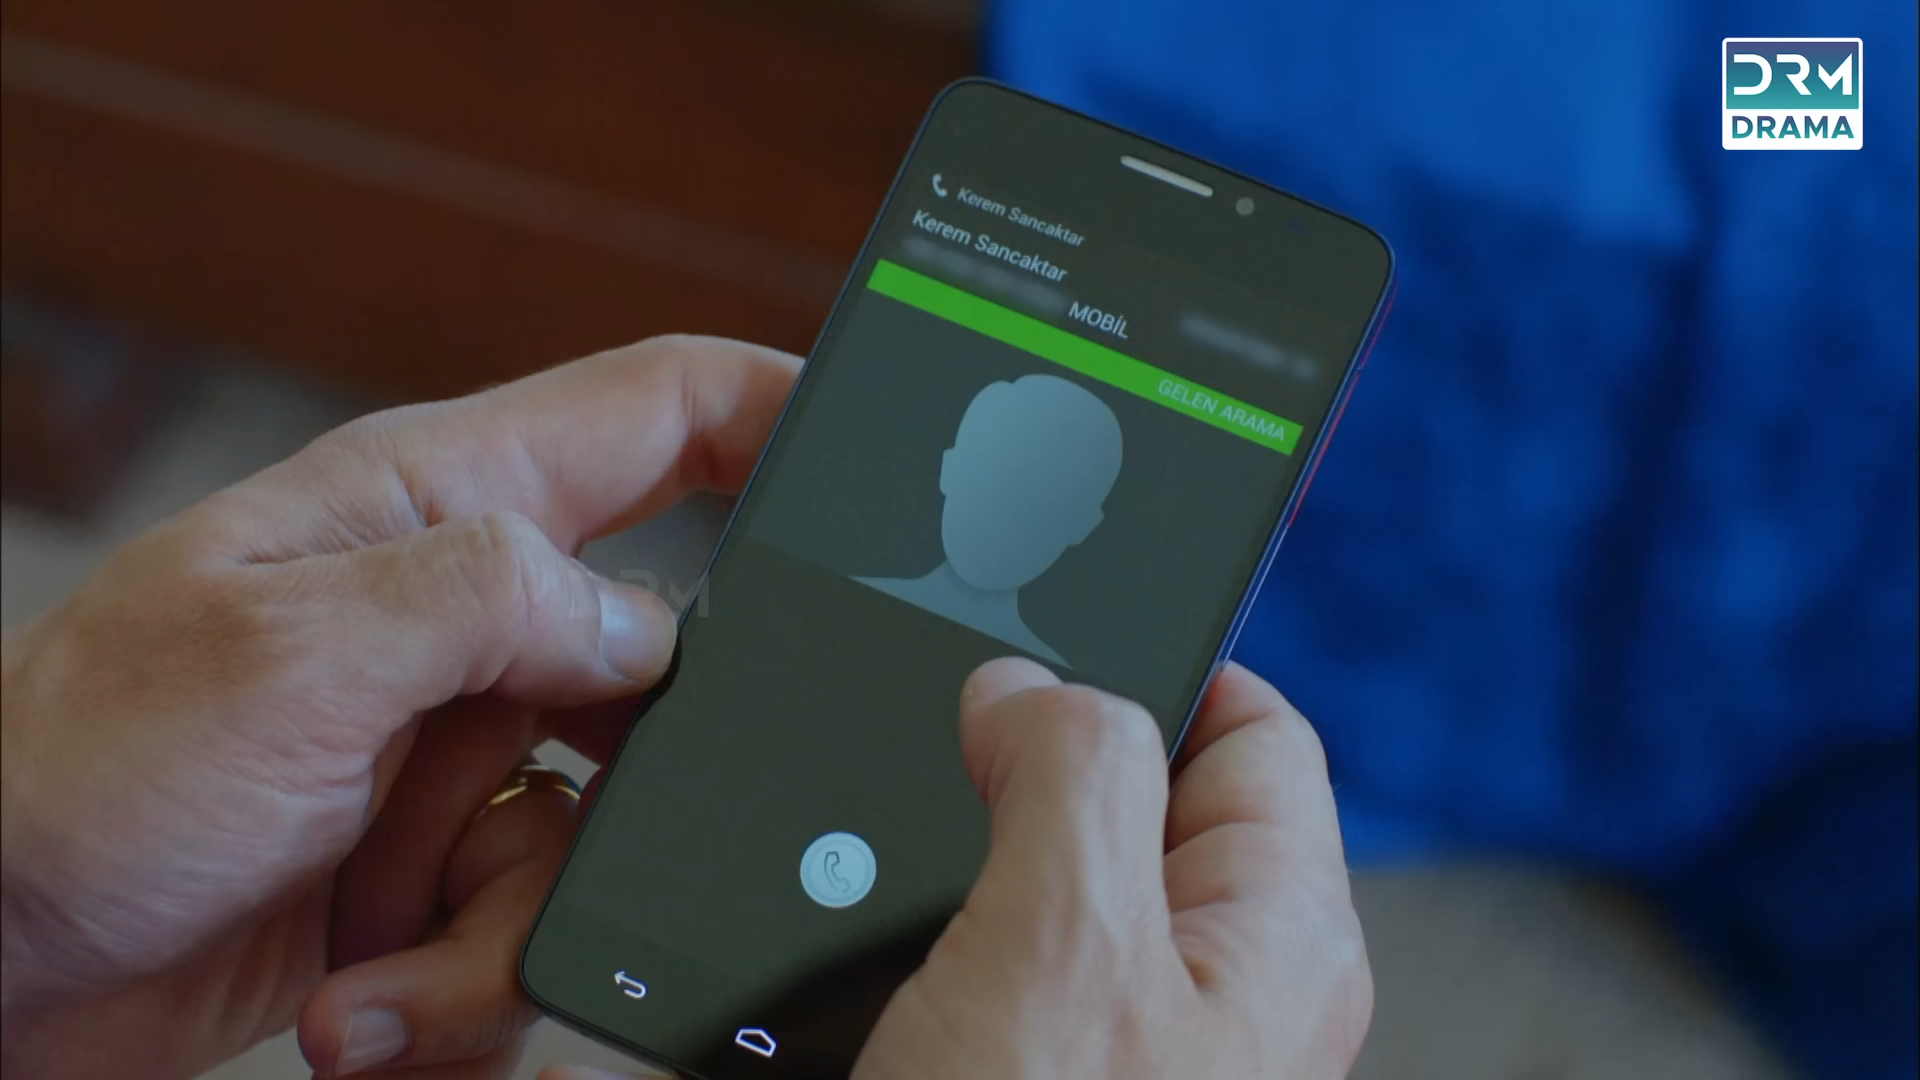 DRM
DRAMA
Kerem Sancaktar
Kerem Sancaktar
MOBİL
GELEN ARAMA